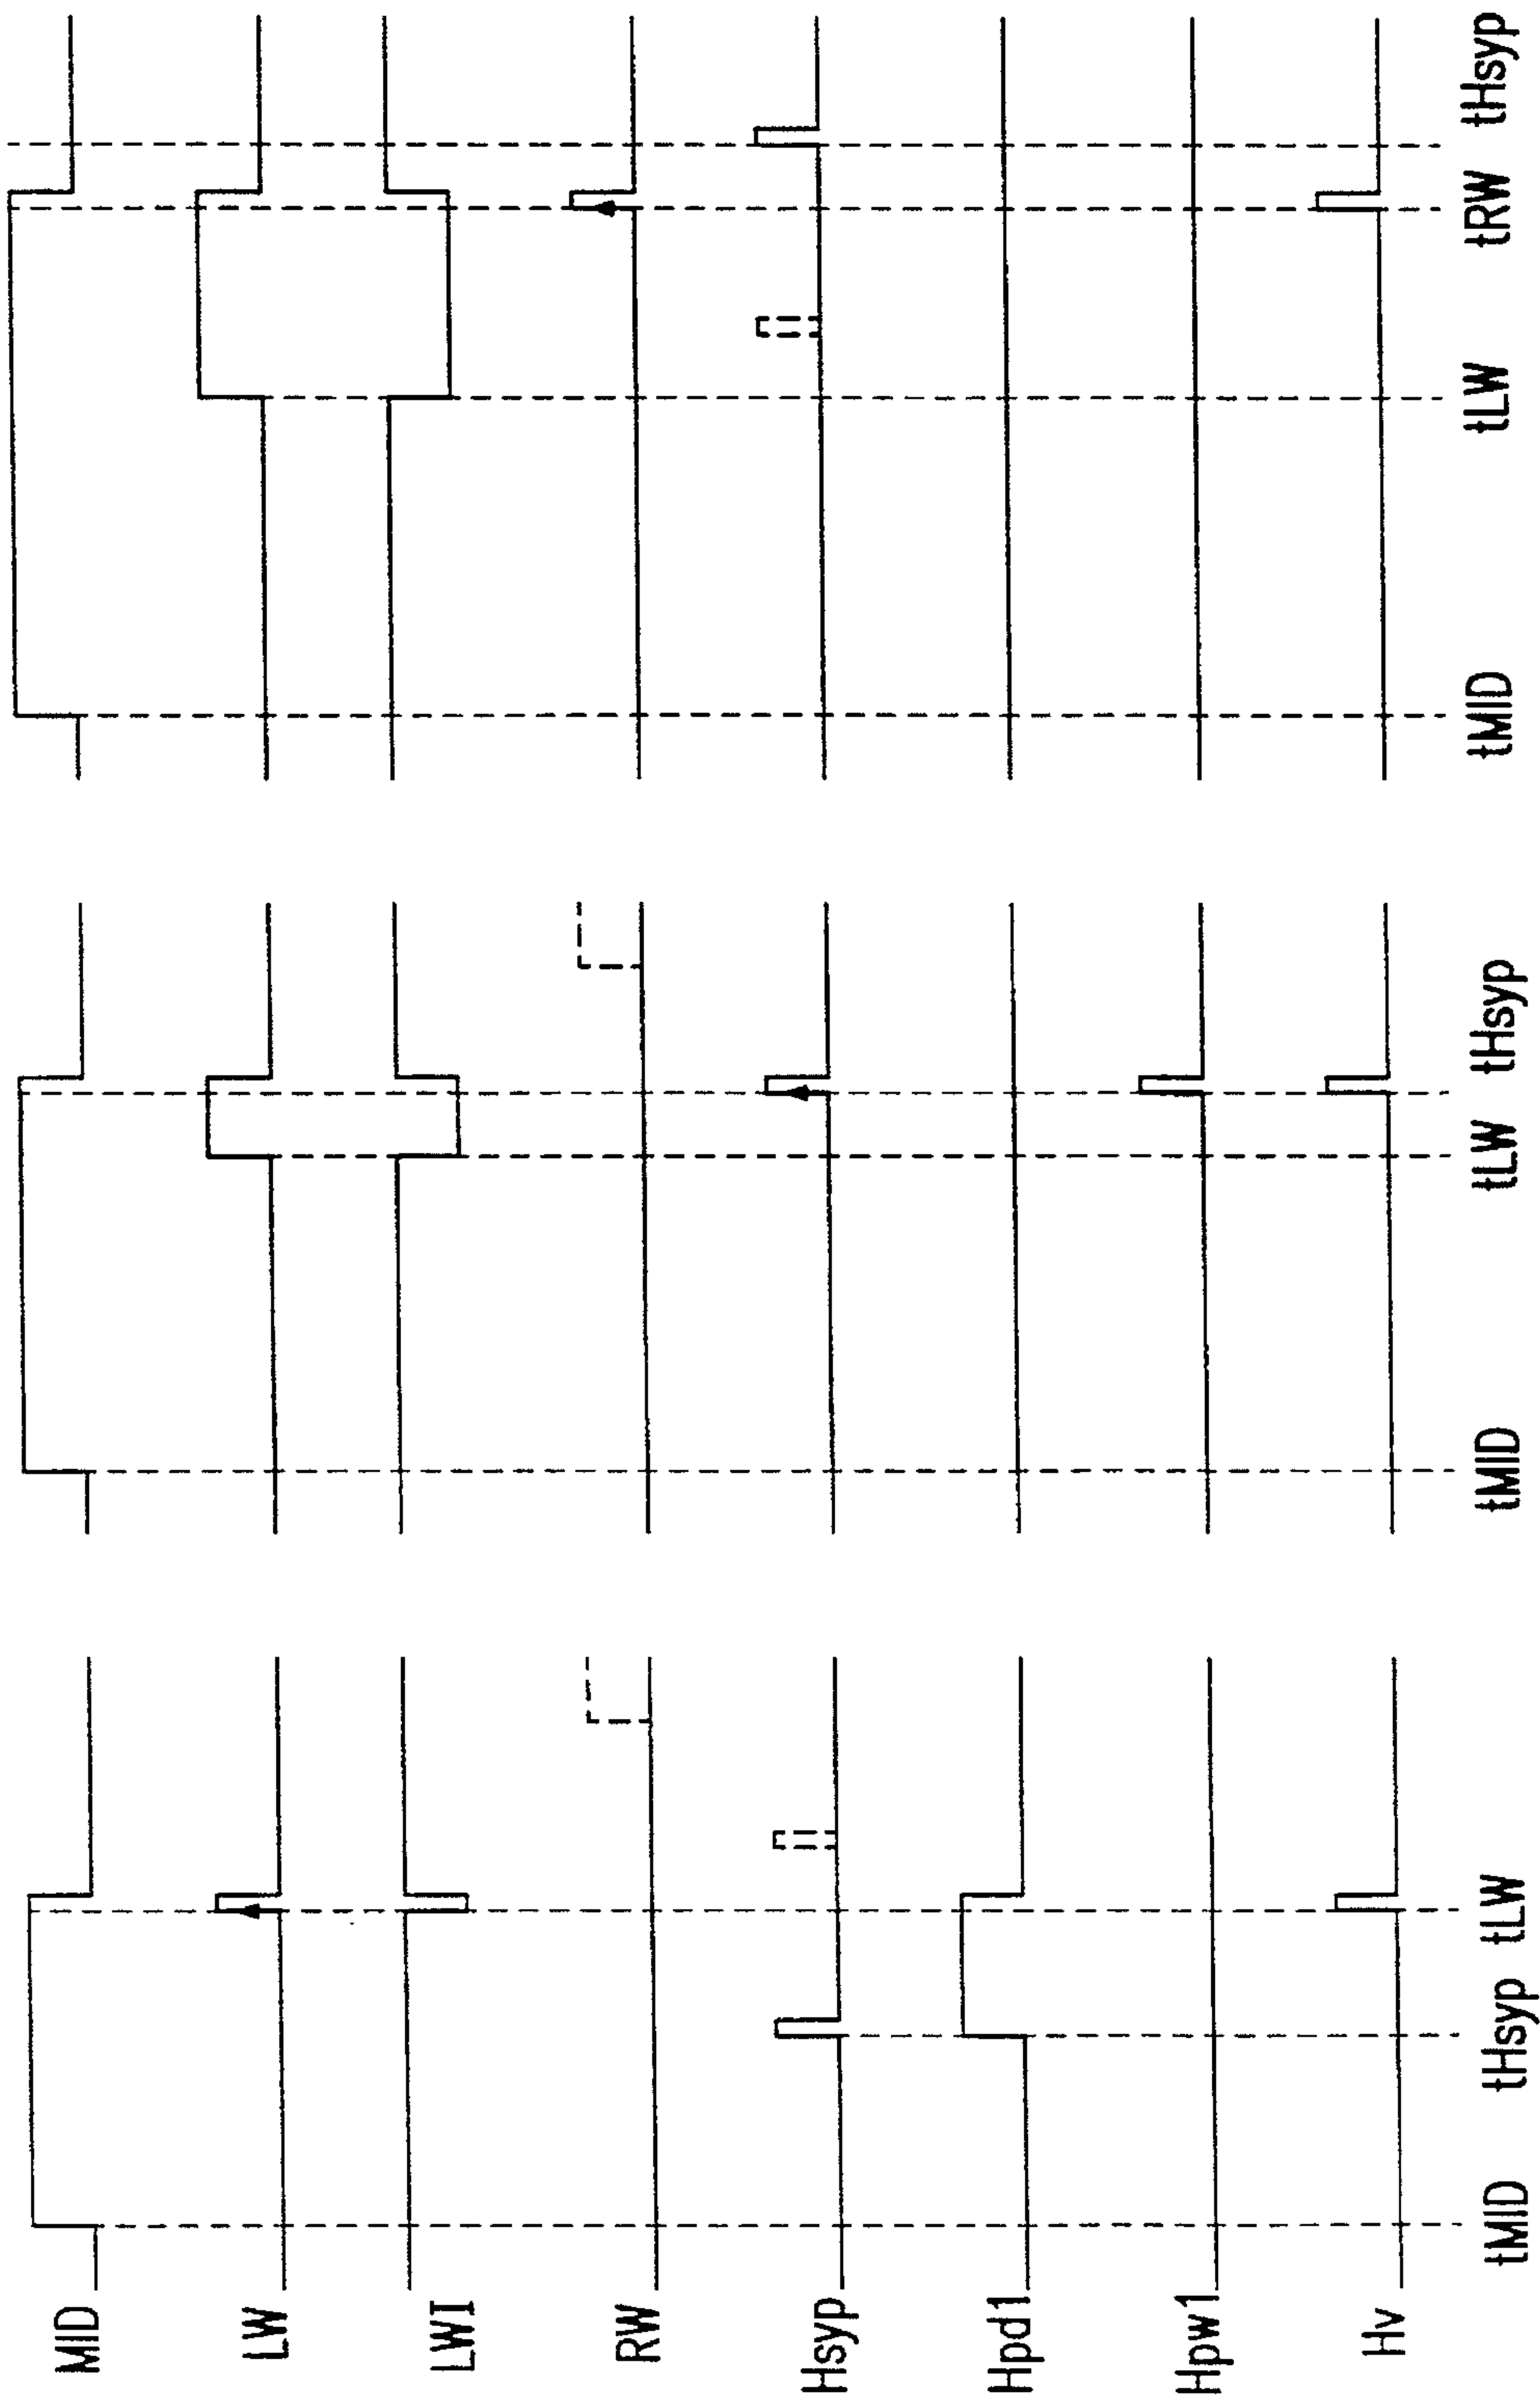 MID
LW
LWI
RW
Hsyp
Hpd1
Hpw1
Hv
tMID tHsyp tLW
tMID tLW tHsyp
tMID tLW tRW tHsyp